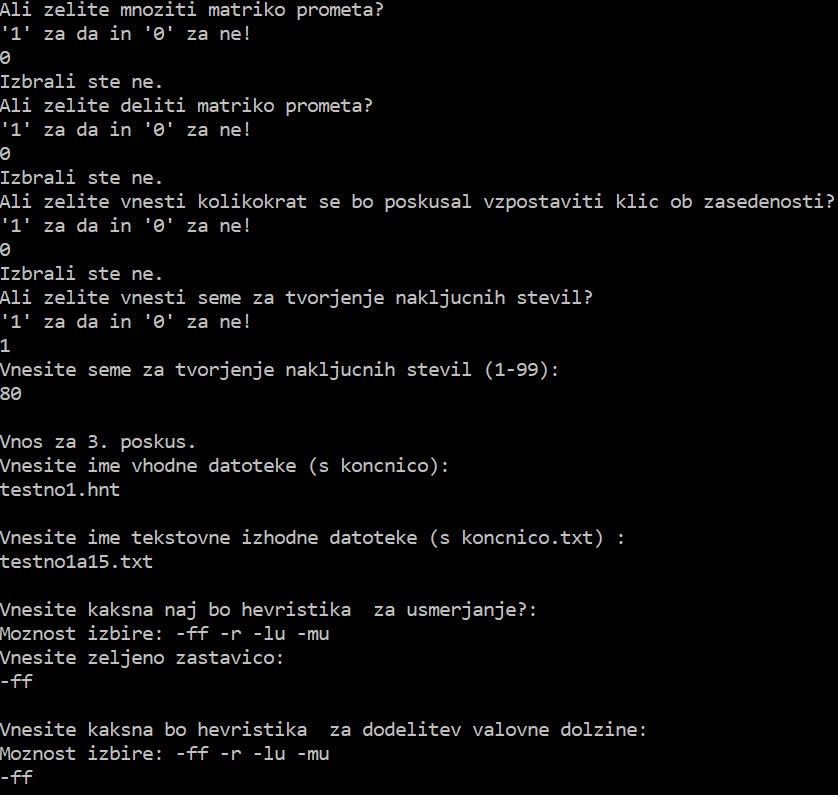 Ali zelite mnoziti matriko prometa?
'1' za da in '0' za ne!
0
Izbrali ste ne.
Ali zelite deliti matriko prometa?
'1' za da in '0' za ne!
0
Izbrali ste ne.
Ali zelite vnesti kolikokrat se bo poskusal vzpostaviti klic ob zasedenosti?
'1' za da in '0' za ne!
0
Izbrali ste ne.
Ali zelite vnesti seme za tvorjenje nakljucnih stevil?
'1' za da in '0' za ne!
1
Vnesite seme za tvorjenje nakljucnih stevil (1-99):
80
Vnos za 3. poskus.
Vnesite ime vhodne datoteke (s koncnico):
testno1.hnt
Vnesite ime tekstovne izhodne datoteke (s koncnico.txt) :
testno1a15.txt
Vnesite kaksna naj bo hevristika  za usmerjanje?:
Moznost izbire: -ff -r -lu -mu
Vnesite zeljeno zastavico:
-ff
Vnesite kaksna bo hevristika  za dodelitev valovne dolzine:
Moznost izbire: -ff -r -lu -mu
-ff